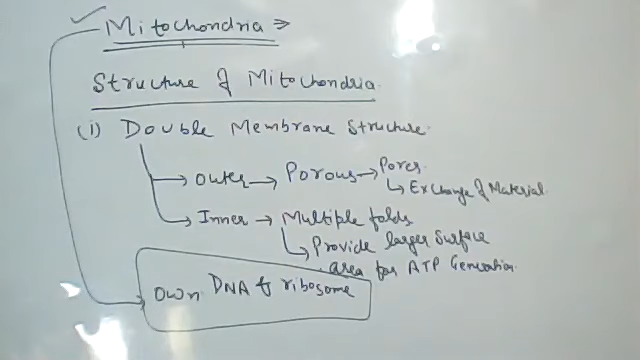 Mitochondria ⇒
Structure of Mitochondria
(i) Double Membrane Structure
→ Outer → Porous → Pores
↳ Exchange of Material
→ Inner → Multiple folds
↳ Provide larger Surface
area for ATP Generation
own DNA & ribosome